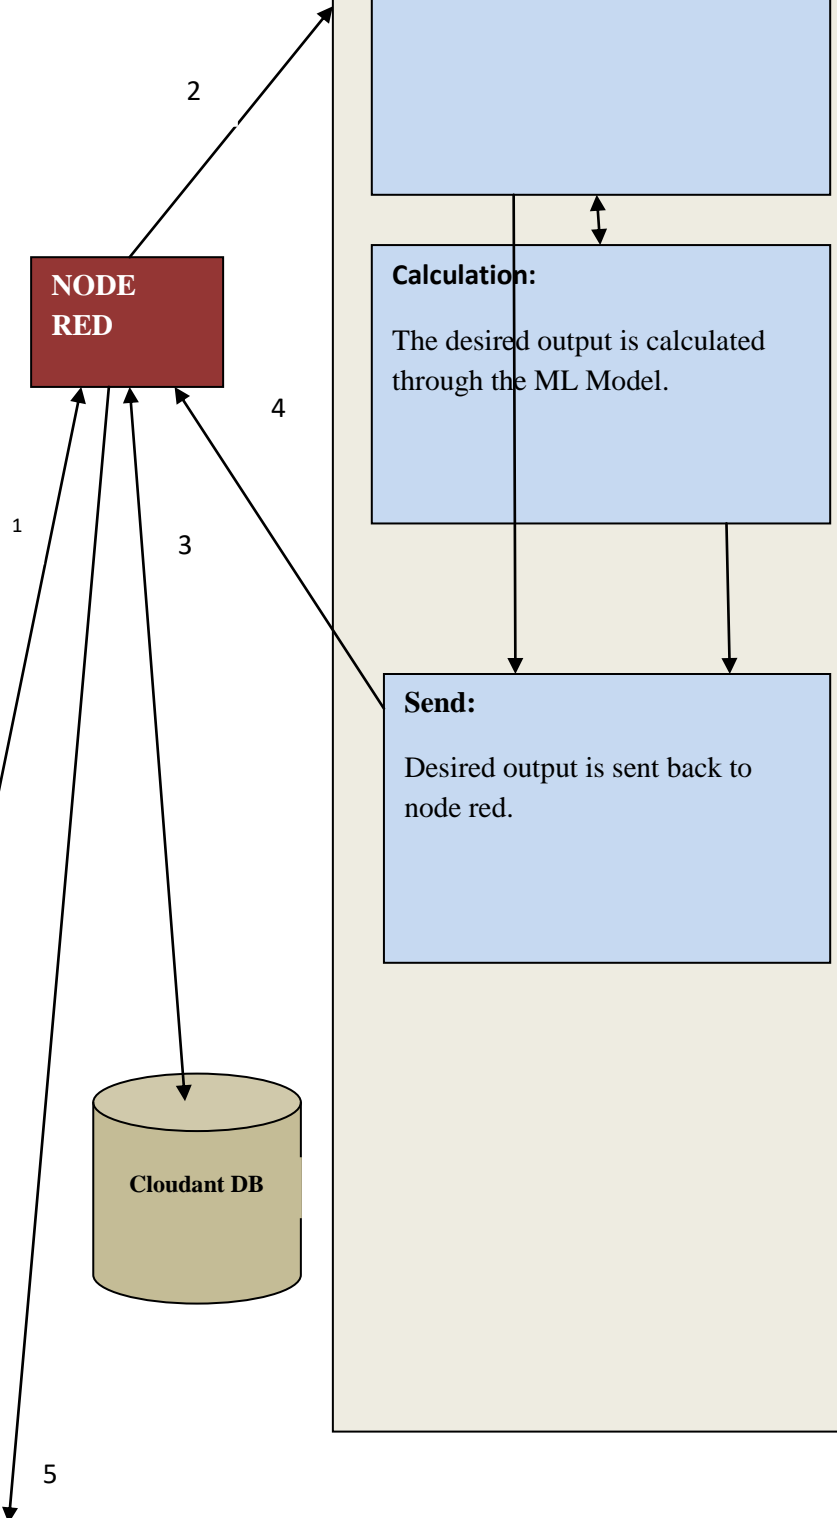 2
NODE
RED
Calculation:
The desired output is calculated
through the ML Model.
4
1
3
Send:
Desired output is sent back to
node red.
Cloudant DB
5